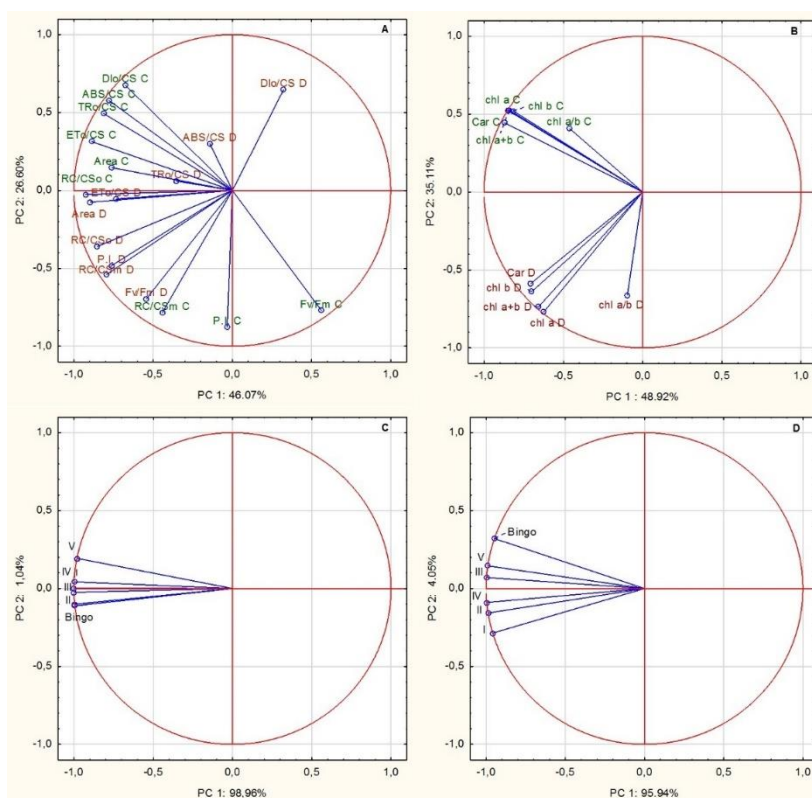 A
1,0
0,5
0,0
-0,5
-1,0
PC 2: 26.60%
DIo/CS C
ABS/CS C
TRo/CS C
ETo/CS C
Area C
RC/CSo C
ETo/CS D
Area D
RC/CSo D
P.I. D
RC/CSm D
Fv/Fm D
RC/CSm C
P.I. C
Fv/Fm C
DIo/CS D
ABS/CS D
TRo/CS D
-1,0 -0,5 0,0 0,5 1,0
PC 1: 46.07%
B
1,0
0,5
0,0
-0,5
-1,0
PC 2: 35.11%
chl a C
chl b C
Car C
chl a/b C
chl a+b C
Car D
chl b D
chl a+b D
chl a D
chl a/b D
-1,0 -0,5 0,0 0,5 1,0
PC 1 : 48.92%
C
1,0
0,5
0,0
-0,5
-1,0
PC 2: 1,04%
V
IV I
III
II
Bingo
-1,0 -0,5 0,0 0,5 1,0
PC 1: 98,96%
D
1,0
0,5
0,0
-0,5
-1,0
PC 2: 4.05%
Bingo
V
III
IV
II
I
-1,0 -0,5 0,0 0,5 1,0
PC 1: 95.94%